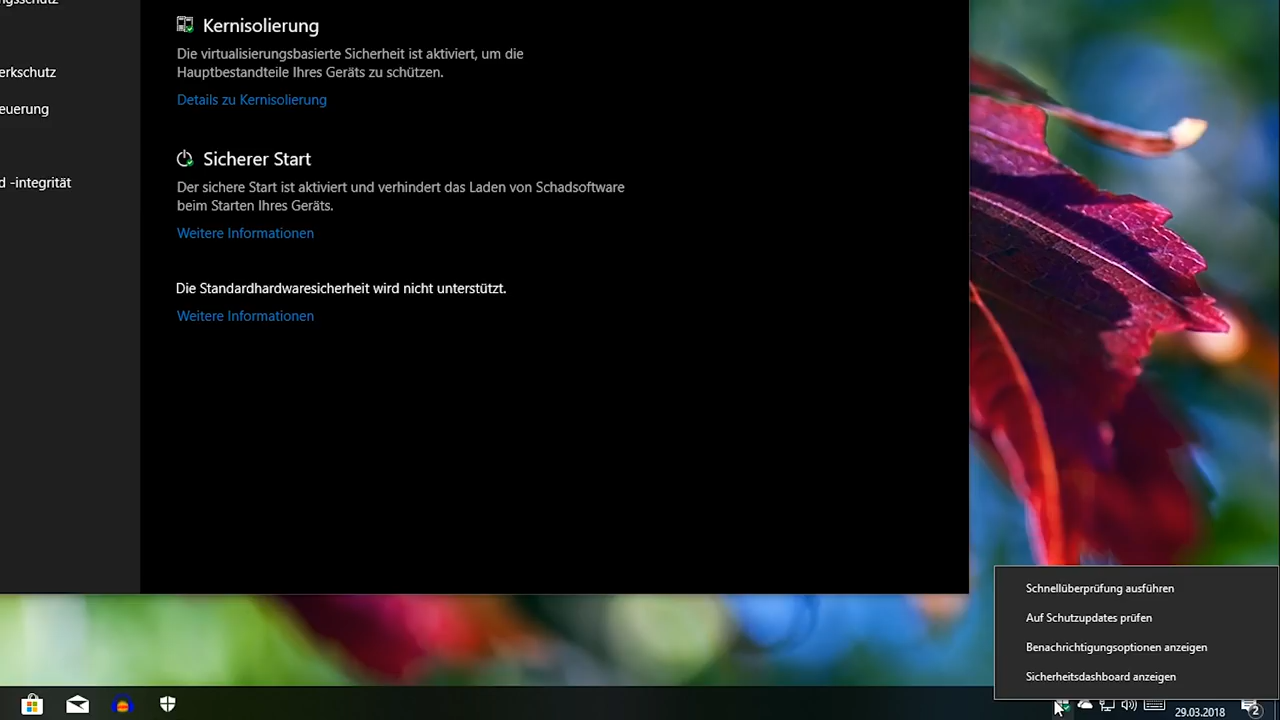 ngsschutz
erkschutz
euerung
d -integrität
Kernisolierung
Die virtualisierungsbasierte Sicherheit ist aktiviert, um die
Hauptbestandteile Ihres Geräts zu schützen.
Details zu Kernisolierung
Sicherer Start
Der sichere Start ist aktiviert und verhindert das Laden von Schadsoftware
beim Starten Ihres Geräts.
Weitere Informationen
Die Standardhardwaresicherheit wird nicht unterstützt.
Weitere Informationen
Schnellüberprüfung ausführen
Auf Schutzupdates prüfen
Benachrichtigungsoptionen anzeigen
Sicherheitsdashboard anzeigen
29.03.2018
2